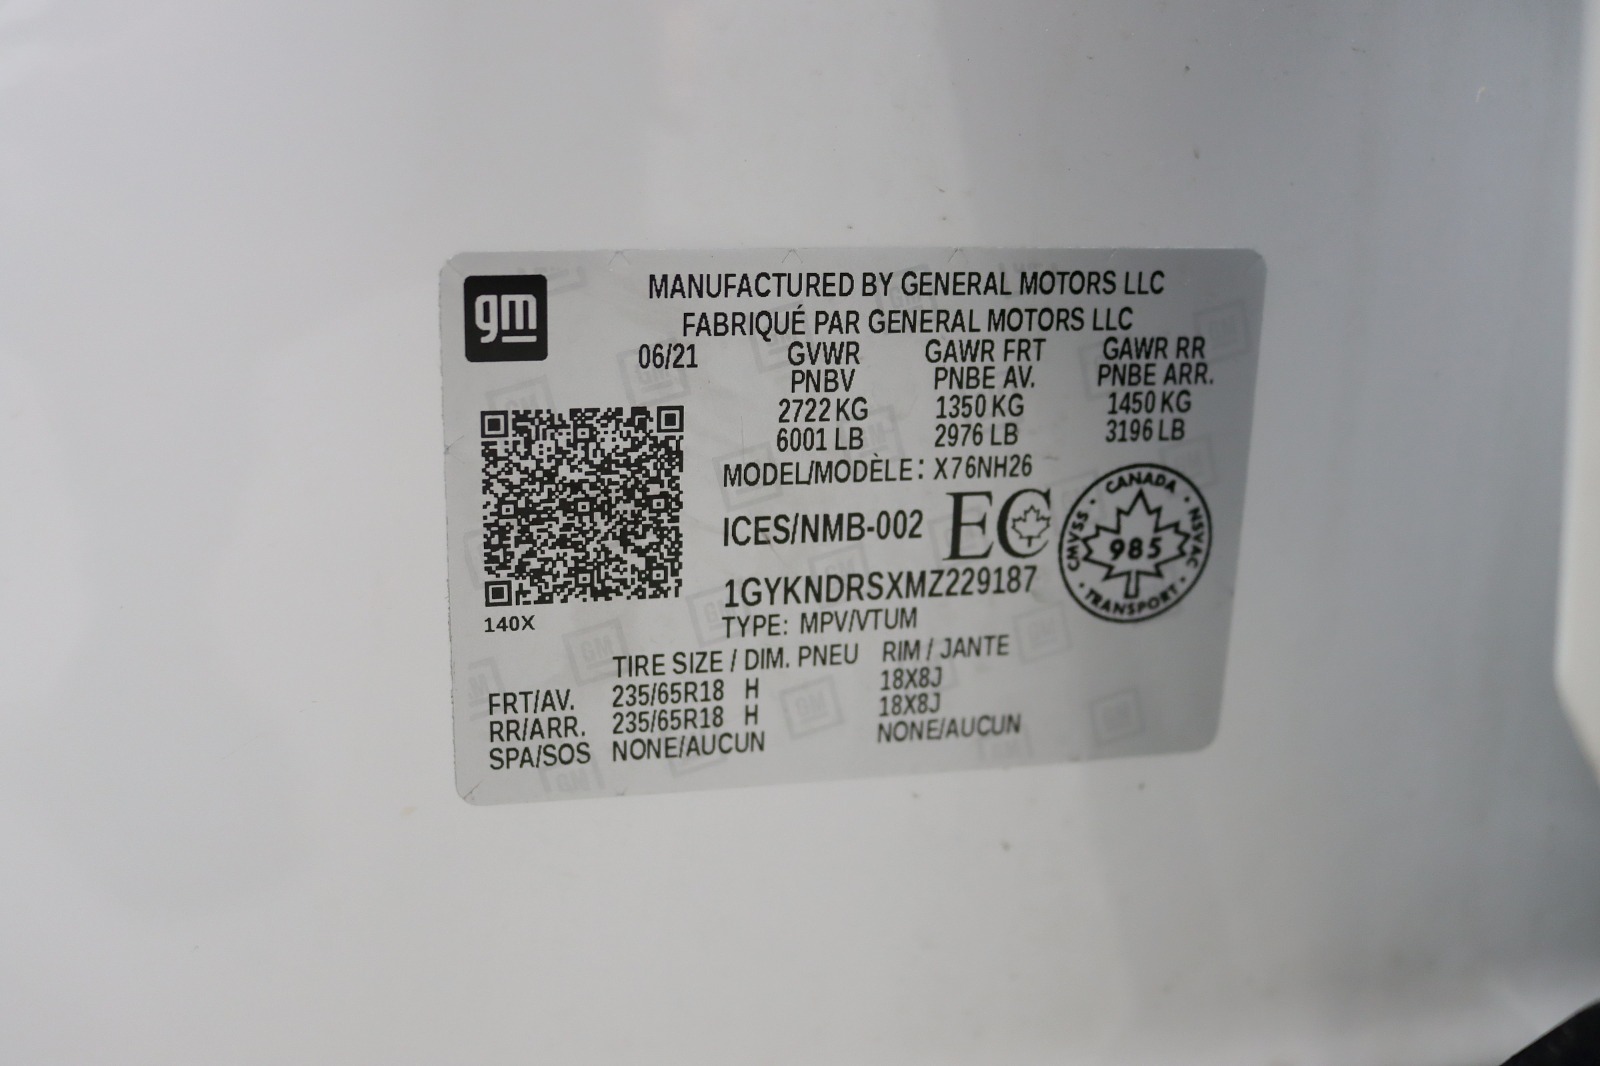 gm
MANUFACTURED BY GENERAL MOTORS LLC
FABRIQUÉ PAR GENERAL MOTORS LLC
06/21 GVWR GAWR FRT GAWR RR
PNBV PNBE AV. PNBE ARR.
2722 KG 1350 KG 1450 KG
6001 LB 2976 LB 3196 LB
MODEL/MODÈLE: X76NH26
ICES/NMB-002 EC
CANADA
CMVSS 985 NSVAC
TRANSPORT
1GYKNDRSXMZ229187
140X
TYPE: MPV/VTUM
TIRE SIZE / DIM. PNEU RIM / JANTE
FRT/AV. 235/65R18 H 18X8J
RR/ARR. 235/65R18 H 18X8J
SPA/SOS NONE/AUCUN NONE/AUCUN